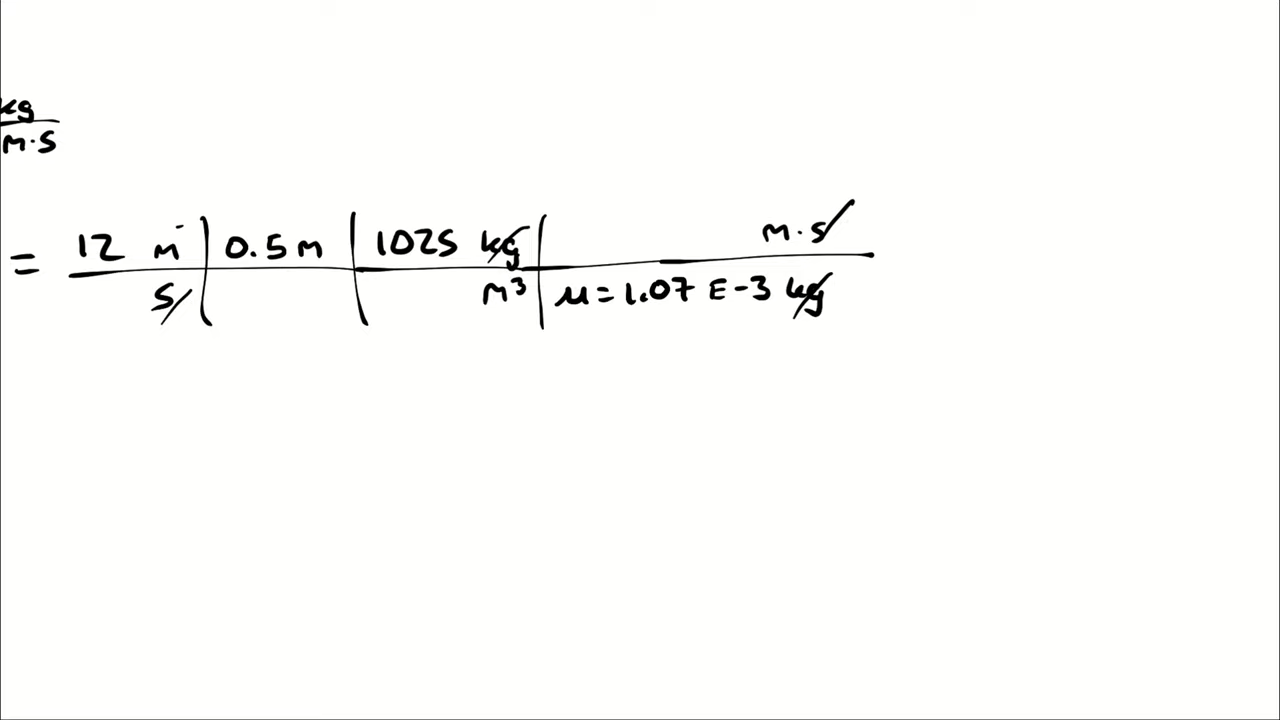 kg
m·s
= 12 m | 0.5 m | 1025 kg | m·s
s | | m³ | μ = 1.07 E-3 kg